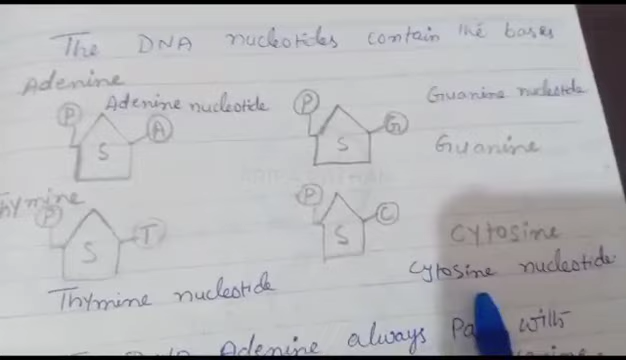 The DNA nucleotides contain the bases
Adenine
Adenine nucleotide
Guanine nucleotide
P
A
S
P
G
S
Guanine
Thymine
P
T
S
P
C
S
Cytosine
Cytosine nucleotide
Thymine nucleotide
DNA Adenine always with